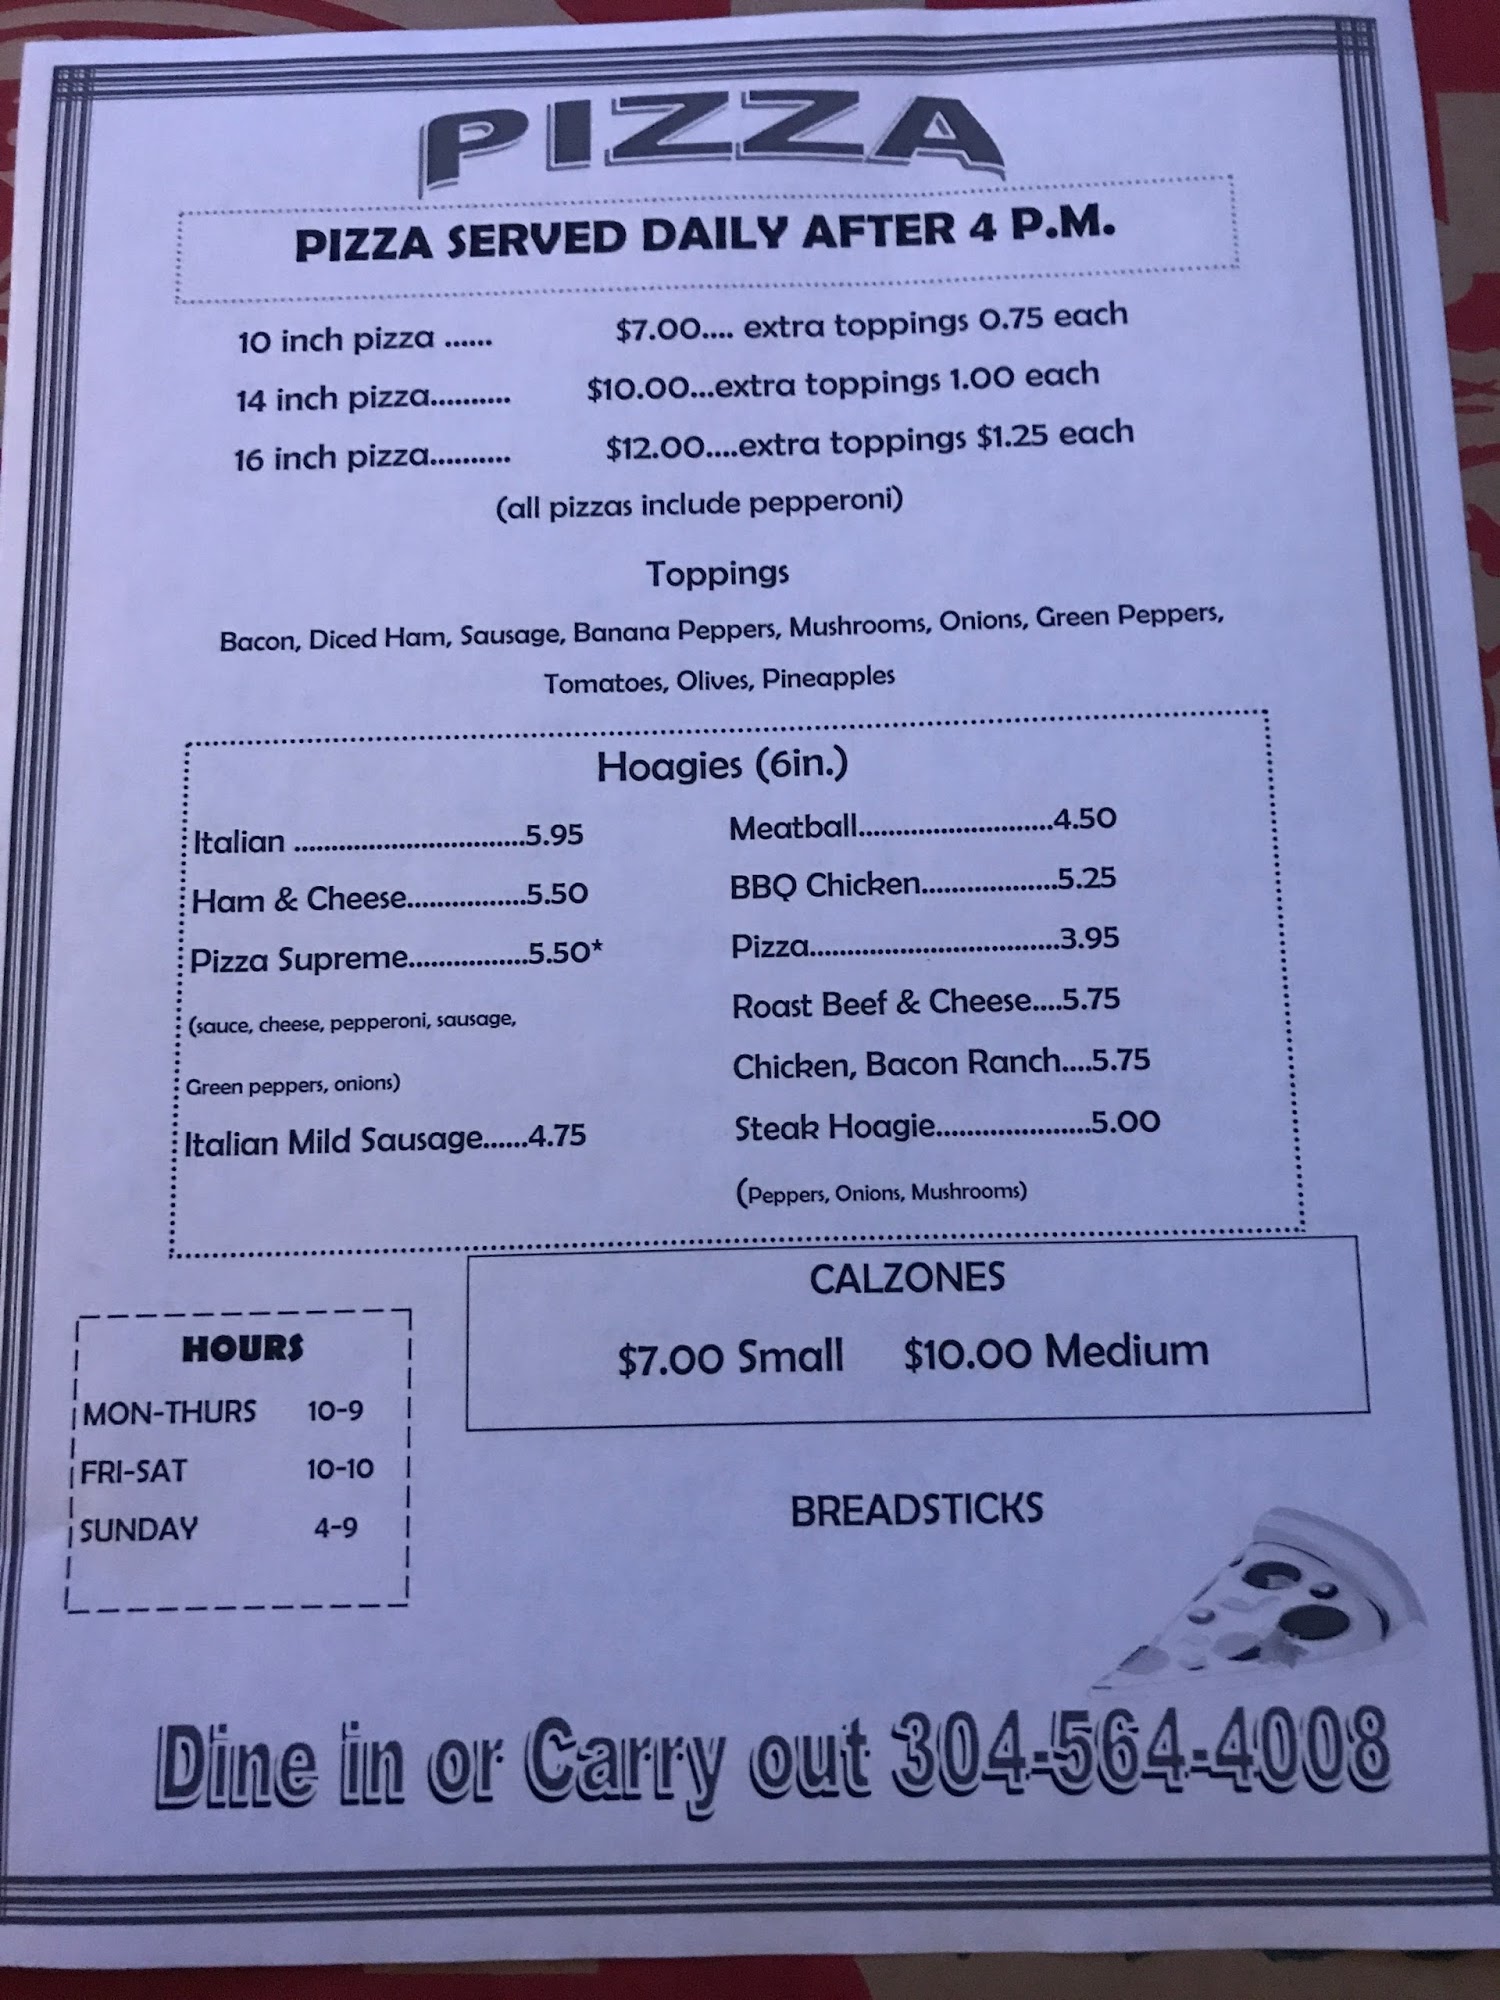 PIZZA
PIZZA SERVED DAILY AFTER 4 P.M.
10 inch pizza ...... $7.00.... extra toppings 0.75 each
14 inch pizza.......... $10.00...extra toppings 1.00 each
16 inch pizza.......... $12.00....extra toppings $1.25 each
(all pizzas include pepperoni)
Toppings
Bacon, Diced Ham, Sausage, Banana Peppers, Mushrooms, Onions, Green Peppers,
Tomatoes, Olives, Pineapples
Hoagies (6in.)
Italian ................................5.95
Ham & Cheese................5.50
Pizza Supreme................5.50*
(sauce, cheese, pepperoni, sausage,
Green peppers, onions)
Italian Mild Sausage......4.75
Meatball..........................4.50
BBQ Chicken...................5.25
Pizza..................................3.95
Roast Beef & Cheese....5.75
Chicken, Bacon Ranch....5.75
Steak Hoagie.....................5.00
(Peppers, Onions, Mushrooms)
CALZONES
$7.00 Small $10.00 Medium
HOURS
MON-THURS 10-9
FRI-SAT 10-10
SUNDAY 4-9
BREADSTICKS
Dine in or Carry out 304-564-4008